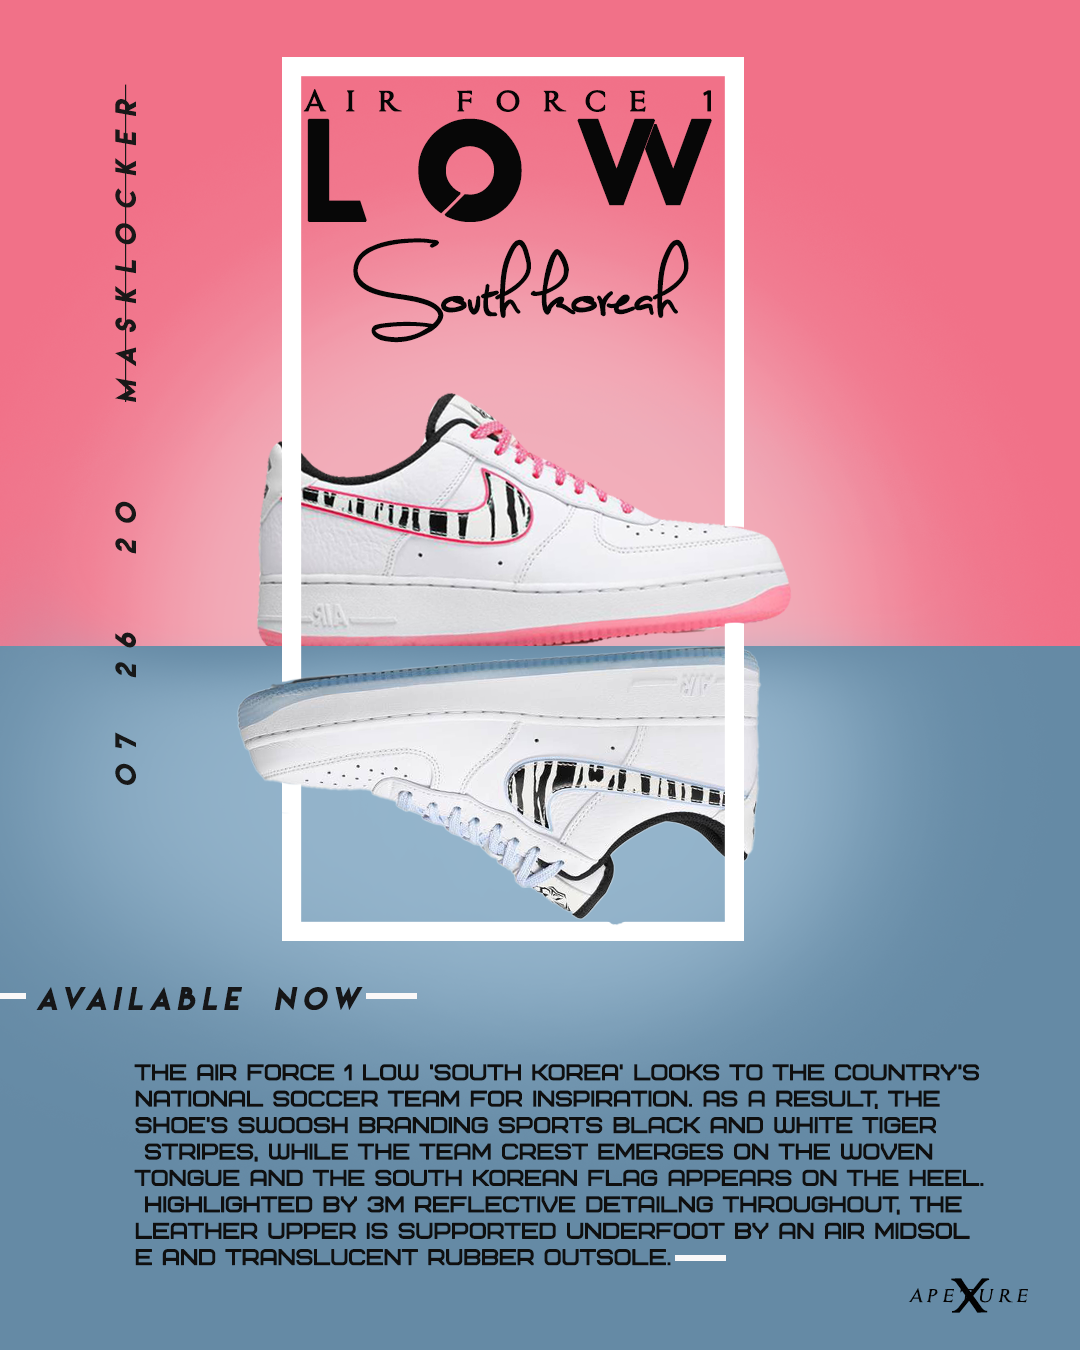 AIR FORCE 1
LOW
South korean
MASKLOCKER
07 26 20
AIR
AIR
AVAILABLE NOW
THE AIR FORCE 1 LOW 'SOUTH KOREA' LOOKS TO THE COUNTRY'S
NATIONAL SOCCER TEAM FOR INSPIRATION. AS A RESULT, THE
SHOE'S SWOOSH BRANDING SPORTS BLACK AND WHITE TIGER
STRIPES, WHILE THE TEAM CREST EMERGES ON THE WOVEN
TONGUE AND THE SOUTH KOREAN FLAG APPEARS ON THE HEEL.
HIGHLIGHTED BY 3M REFLECTIVE DETAILNG THROUGHOUT, THE
LEATHER UPPER IS SUPPORTED UNDERFOOT BY AN AIR MIDSOL
E AND TRANSLUCENT RUBBER OUTSOLE.
APEXURE